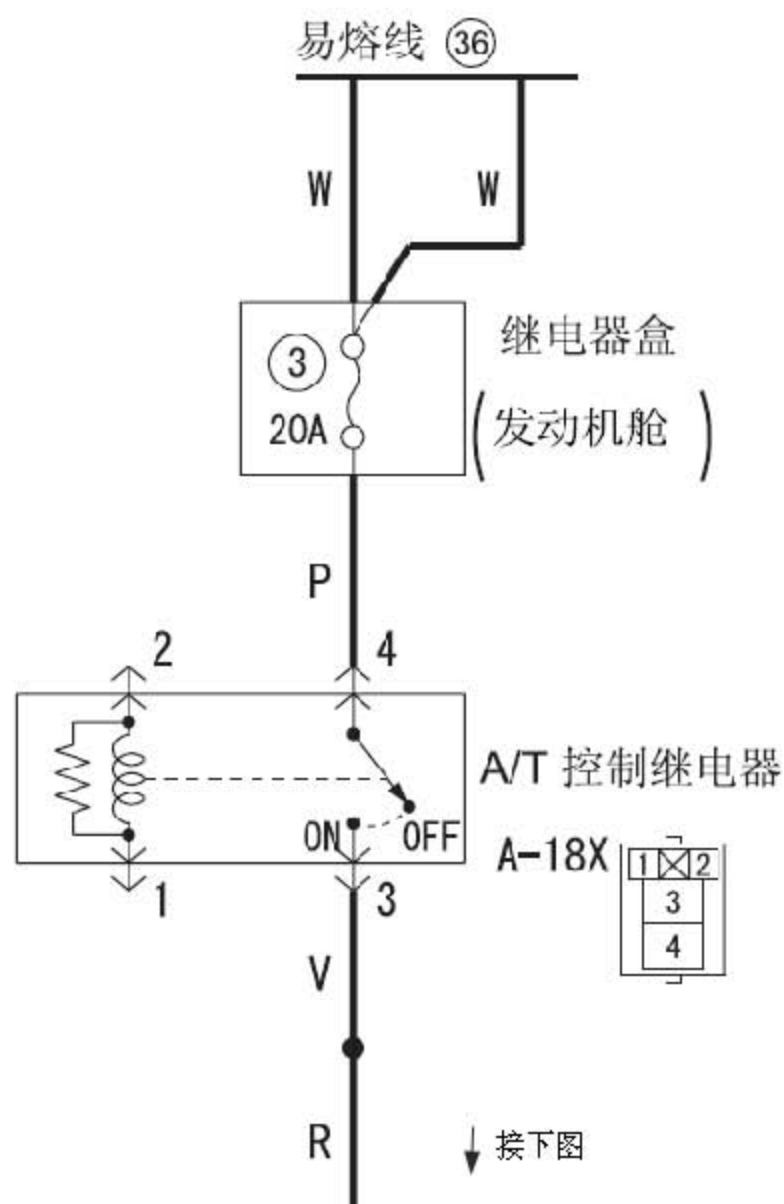 易熔线 ㊱
W W
③
20A
继电器盒
(发动机舱)
P
2 4
A/T 控制继电器
ON OFF
A-18X
1 2
3
4
1 3
V
R
接下图